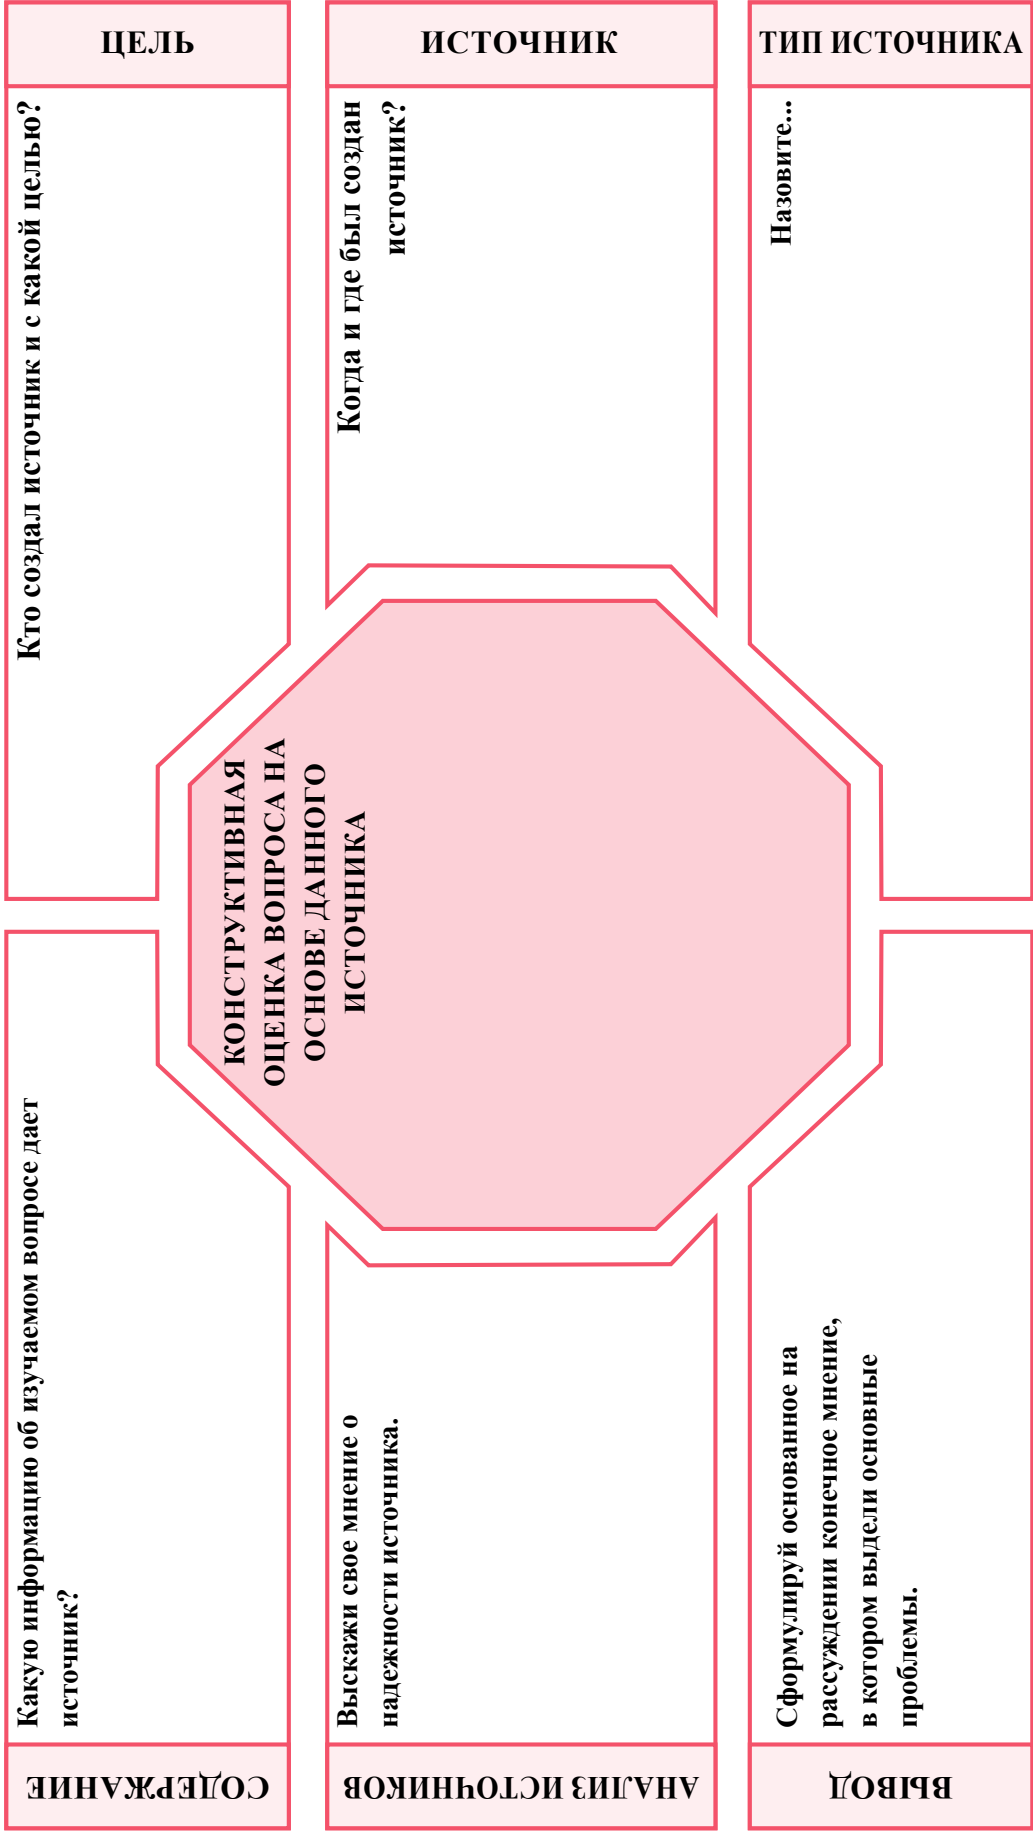 СОДЕРЖАНИЕ
Какую информацию об изучаемом вопросе дает
источник?
ЦЕЛЬ
Кто создал источник и с какой целью?
АНАЛИЗ ИСТОЧНИКОВ
Выскажи свое мнение о
надежности источника.
КОНСТРУКТИВНАЯ
ОЦЕНКА ВОПРОСА НА
ОСНОВЕ ДАННОГО
ИСТОЧНИКА
ИСТОЧНИК
Когда и где был создан
источник?
ВЫВОД
Сформулируй основанное на
рассуждении конечное мнение,
в котором выдели основные
проблемы.
ТИП ИСТОЧНИКА
Назовите...